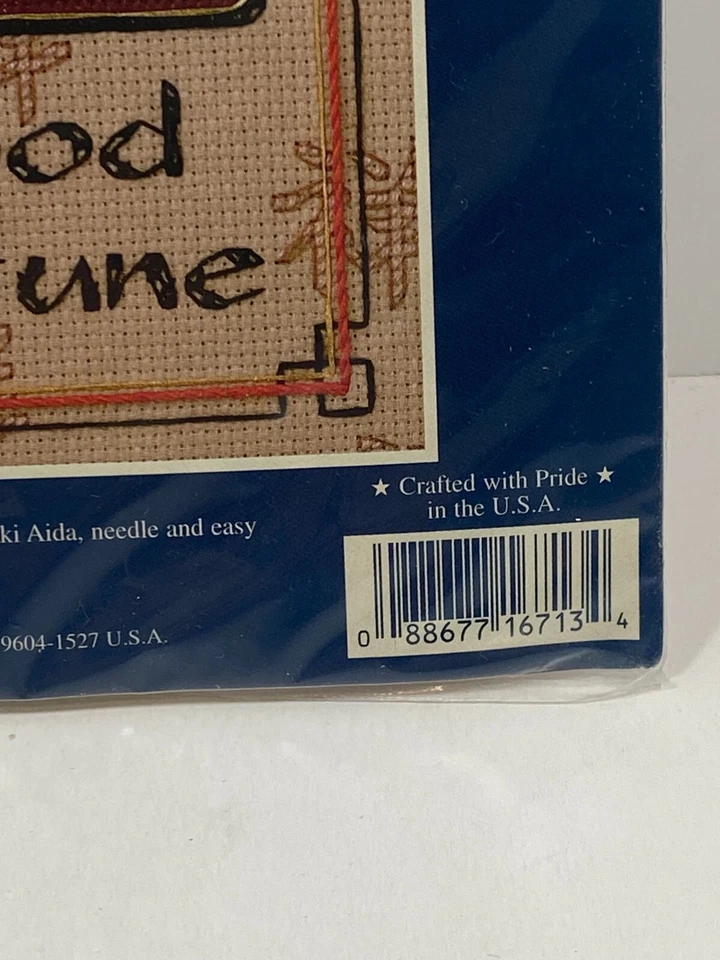 od
une
★ Crafted with Pride ★
in the U.S.A.
ki Aida, needle and easy
9604-1527 U.S.A.
0 88677 16713 4